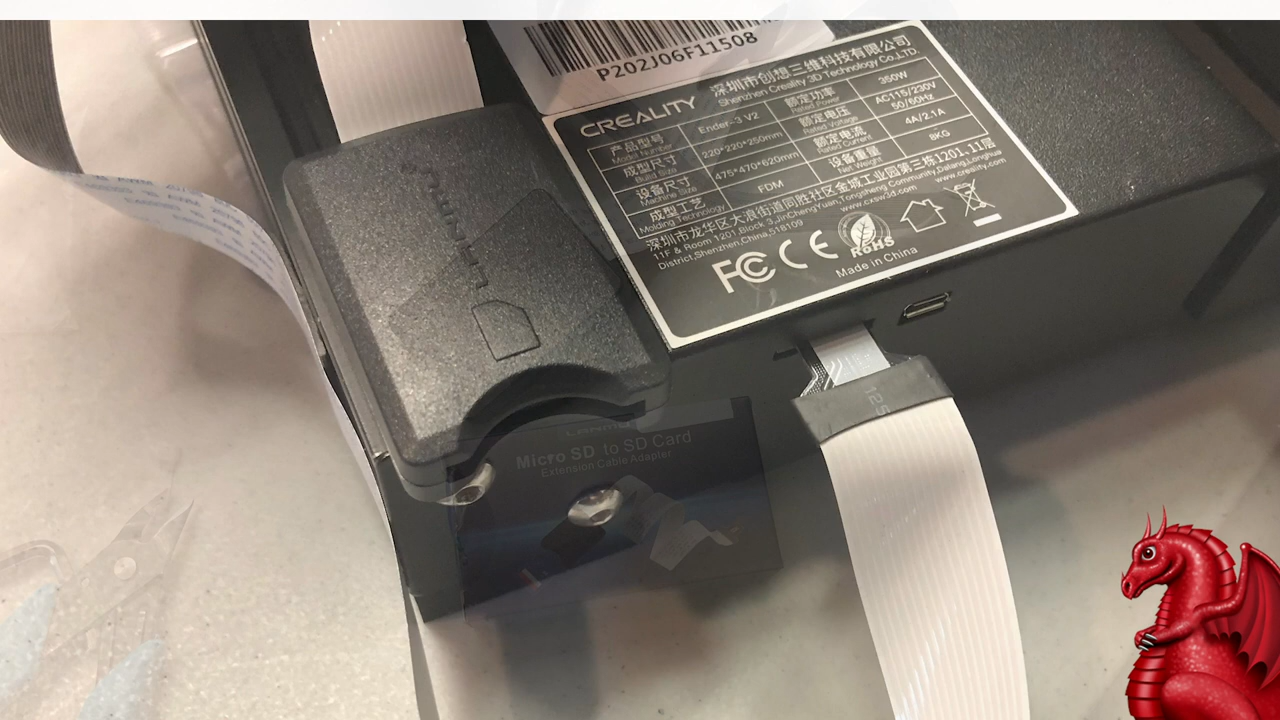 P202J06F11508
CREALITY
深圳市创想三维科技有限公司
Shenzhen Creality 3D Technology Co.,LTD.
产品型号 Ender-3 V2 额定功率 350W
Model Number Rated Power
成型尺寸 220*220*250mm 额定电压 AC115/230V 50/60Hz
Build Size Rated Voltage
设备尺寸 475*470*620mm 额定电流 4A/2.1A
Machine Size Rated Current
成型工艺 FDM 设备重量 8KG
Molding Technology Net Weight
深圳市龙华区大浪街道同胜社区金城工业园第三栋1201.11层
11F & Room 1201,Block 3,JinChengYuan,Tongsheng Community,Dalang,Longhua
District,Shenzhen,China,518109 www.cxsw3d.com www.creality.com
FC CE RoHS
Made in China
Micro SD to SD Card
Extension Cable Adapter